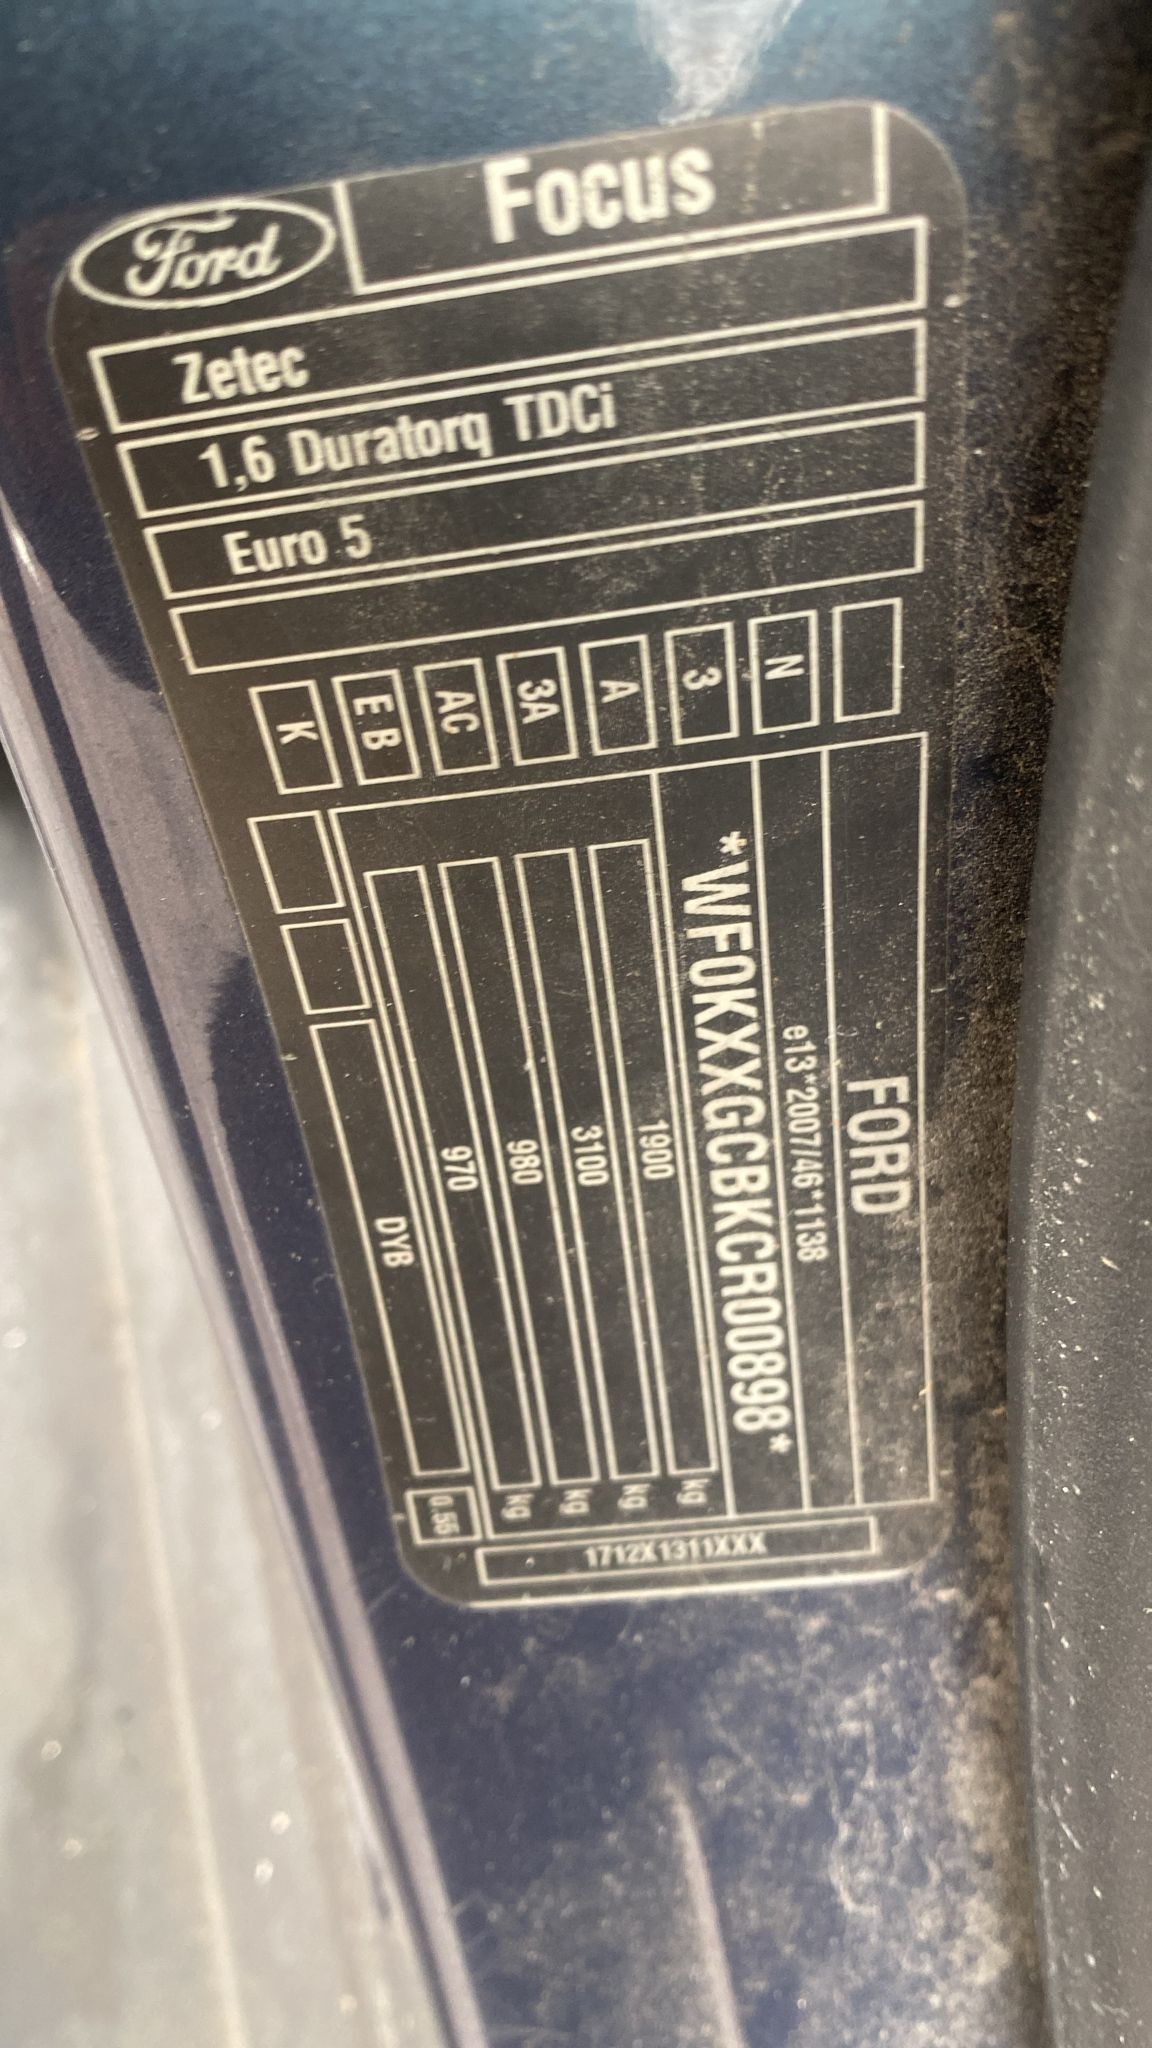 Ford
Focus
Zetec
1,6 Duratorq TDCi
Euro 5
K
E B
AC
3A
A
3
N
FORD
e13*2007/46*1138
*WF0KXXGCBKCR00898*
1900 kg
3100 kg
980 kg
970 kg
DYB
0.55
1712X1311XXX